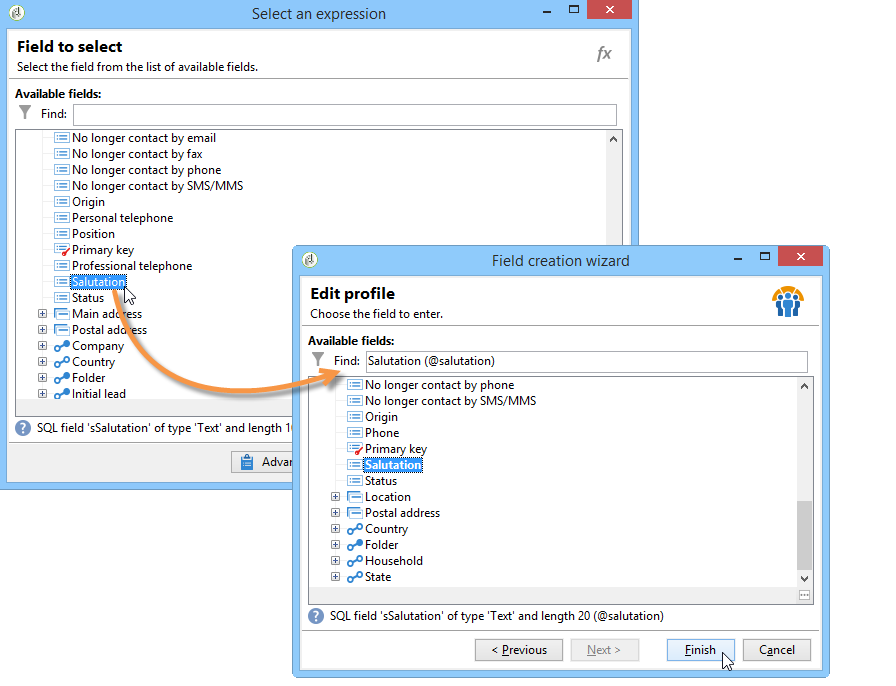 Select an expression
Field to select
Select the field from the list of available fields.
fx
Available fields:
Find:
No longer contact by email
No longer contact by fax
No longer contact by phone
No longer contact by SMS/MMS
Origin
Personal telephone
Position
Primary key
Professional telephone
Salutation
Status
Main address
Postal address
Company
Country
Folder
Initial lead
SQL field 'sSalutation' of type 'Text' and length
Field creation wizard
Edit profile
Choose the field to enter.
Available fields:
Find: Salutation (@salutation)
No longer contact by phone
No longer contact by SMS/MMS
Origin
Phone
Primary key
Salutation
Status
Location
Postal address
Country
Folder
Household
State
SQL field 'sSalutation' of type 'Text' and length 20 (@salutation)
< Previous Next > Finish Cancel